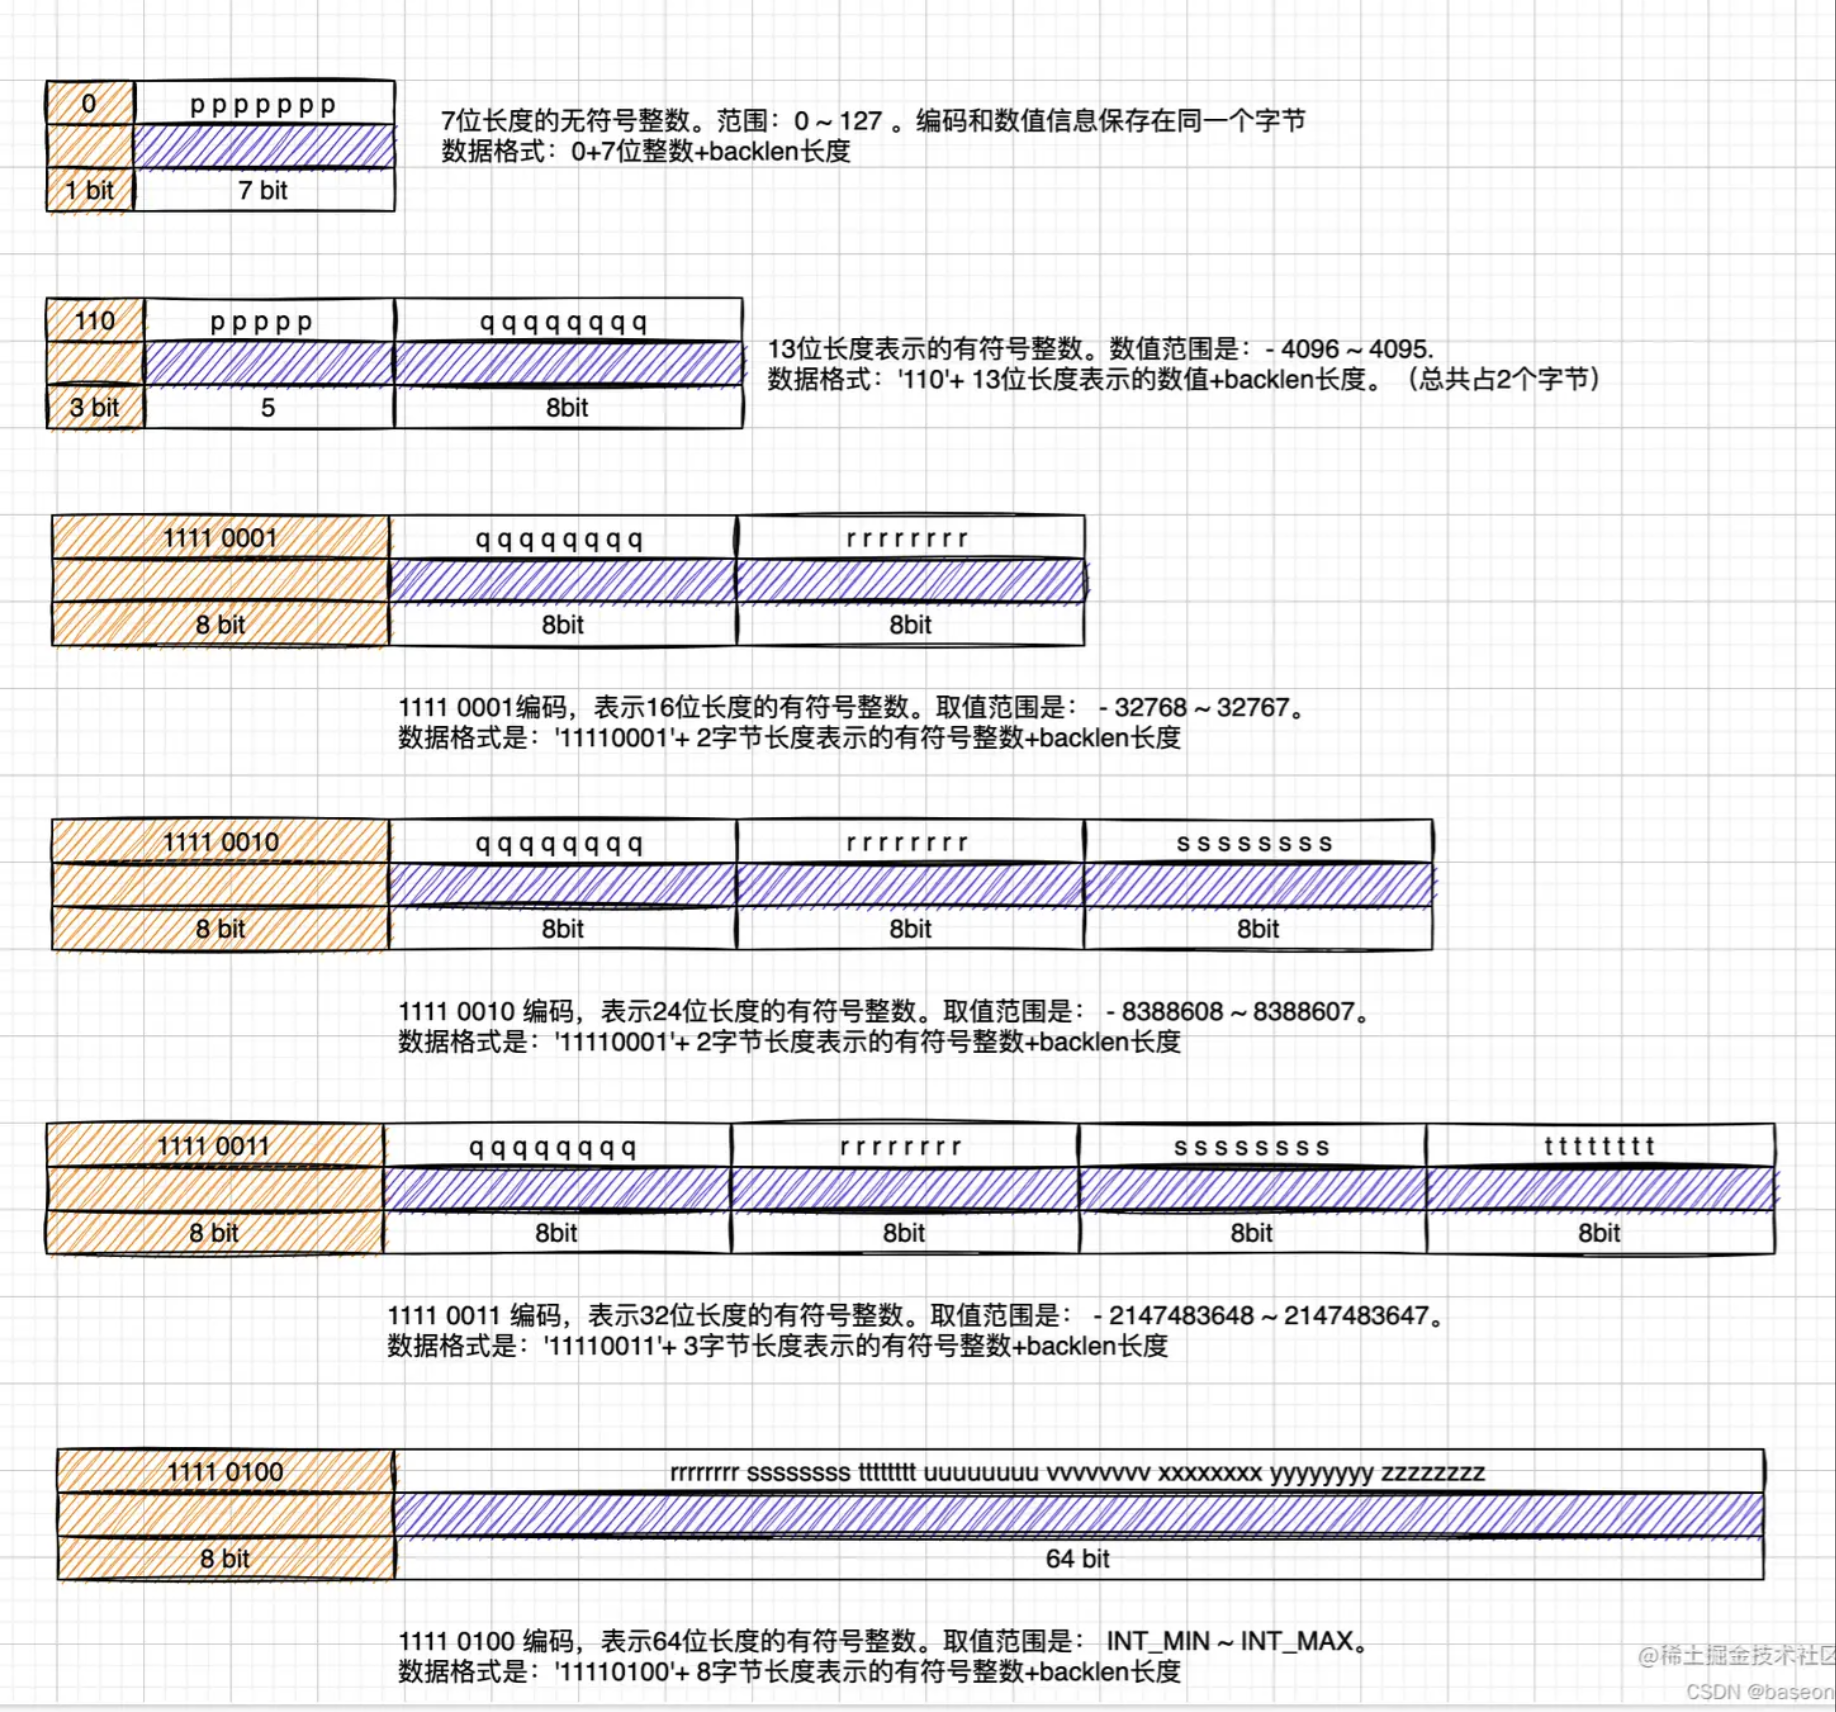 0 p p p p p p p
1 bit 7 bit
7位长度的无符号整数。范围：0 ~ 127 。编码和数值信息保存在同一个字节
数据格式：0+7位整数+backlen长度
110 p p p p p q q q q q q q q
3 bit 5 8bit
13位长度表示的有符号整数。数值范围是：- 4096 ~ 4095.
数据格式：'110'+ 13位长度表示的数值+backlen长度。（总共占2个字节）
1111 0001 q q q q q q q q r r r r r r r r
8 bit 8bit 8bit
1111 0001编码，表示16位长度的有符号整数。取值范围是： - 32768 ~ 32767。
数据格式是：'11110001'+ 2字节长度表示的有符号整数+backlen长度
1111 0010 q q q q q q q q r r r r r r r r s s s s s s s s
8 bit 8bit 8bit 8bit
1111 0010 编码，表示24位长度的有符号整数。取值范围是： - 8388608 ~ 8388607。
数据格式是：'11110001'+ 2字节长度表示的有符号整数+backlen长度
1111 0011 q q q q q q q q r r r r r r r r s s s s s s s s t t t t t t t t
8 bit 8bit 8bit 8bit 8bit
1111 0011 编码，表示32位长度的有符号整数。取值范围是： - 2147483648 ~ 2147483647。
数据格式是：'11110011'+ 3字节长度表示的有符号整数+backlen长度
1111 0100 rrrrrrrr ssssssss tttttttt uuuuuuuu vvvvvvvv xxxxxxxx yyyyyyyy zzzzzzzz
8 bit 64 bit
1111 0100 编码，表示64位长度的有符号整数。取值范围是： INT_MIN ~ INT_MAX。
数据格式是：'11110100'+ 8字节长度表示的有符号整数+backlen长度
@稀土掘金技术社区
CSDN @baseon